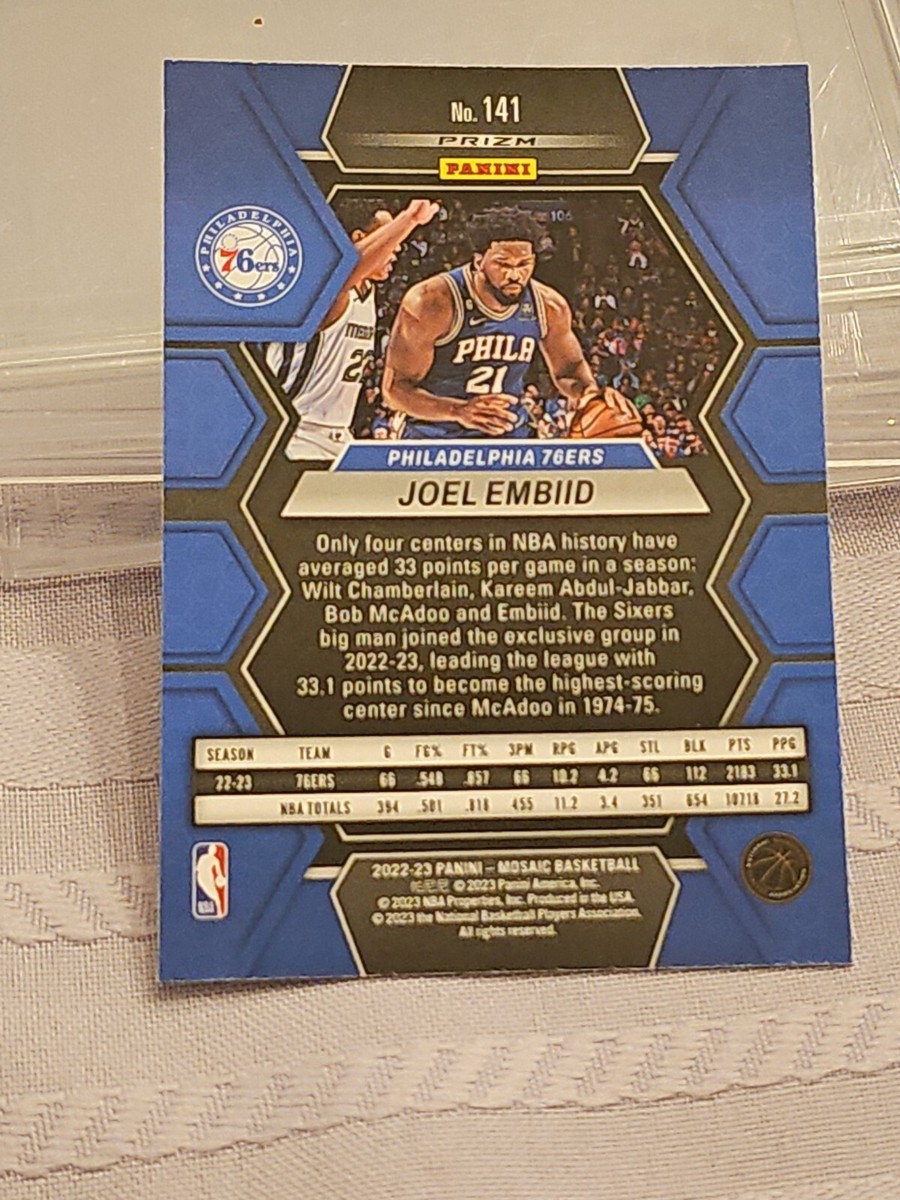 No. 141
PRIZM
PANINI
PHILADELPHIA
76ers
106
PHILA
21
PHILADELPHIA 76ERS
JOEL EMBIID
Only four centers in NBA history have
averaged 33 points per game in a season:
Wilt Chamberlain, Kareem Abdul-Jabbar,
Bob McAdoo and Embiid. The Sixers
big man joined the exclusive group in
2022-23, leading the league with
33.1 points to become the highest-scoring
center since McAdoo in 1974-75.
SEASON TEAM G FG% FT% 3PM RPG APG STL BLK PTS PPG
22-23 76ERS 66 .548 .857 66 10.2 4.2 66 112 2183 33.1
NBA TOTALS 394 .501 .818 455 11.2 3.4 351 654 10718 27.2
NBA
2022-23 PANINI – MOSAIC BASKETBALL
© 2023 Panini America, Inc.
© 2023 NBA Properties, Inc. Produced in the USA.
© 2023 the National Basketball Players Association.
All rights reserved.